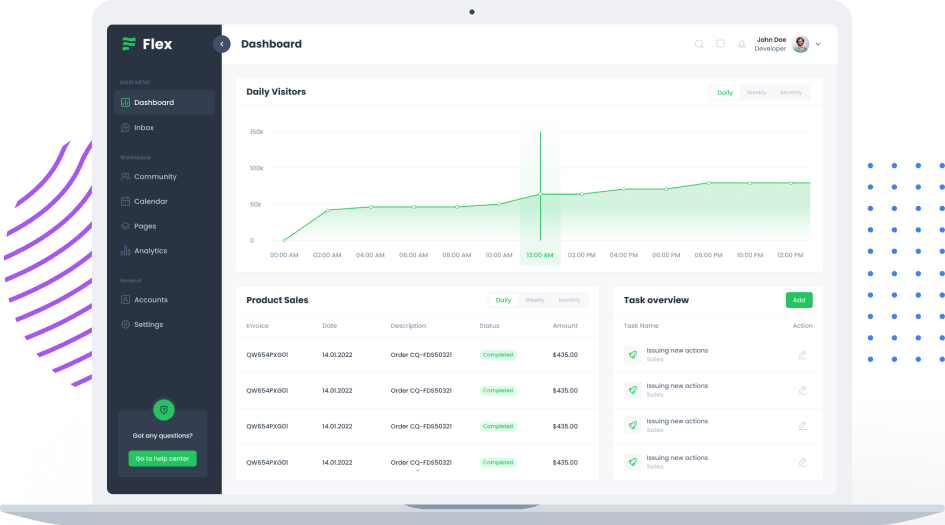 Flex
Dashboard
John Doe
Developer
MAIN MENU
Dashboard
Inbox
Workspace
Community
Calendar
Pages
Analytics
General
Accounts
Settings
Got any questions?
Go to help center
Daily Visitors
Daily Weekly Monthly
150k
100k
50k
0
00:00 AM 02:00 AM 04:00 AM 06:00 AM 08:00 AM 10:00 AM 12:00 AM 02:00 PM 04:00 PM 06:00 PM 08:00 PM 10:00 PM 12:00 PM
Product Sales
Daily Weekly Monthly
Invoice Date Description Status Amount
QW654PXG01 14.01.2022 Order CQ-FDS50321 Completed $435.00
QW654PXG01 14.01.2022 Order CQ-FDS50321 Completed $435.00
QW654PXG01 14.01.2022 Order CQ-FDS50321 Completed $435.00
QW654PXG01 14.01.2022 Order CQ-FDS50321 Completed $435.00
Task overview
Add
Task Name Action
Issuing new actions
Sales
Issuing new actions
Sales
Issuing new actions
Sales
Issuing new actions
Sales